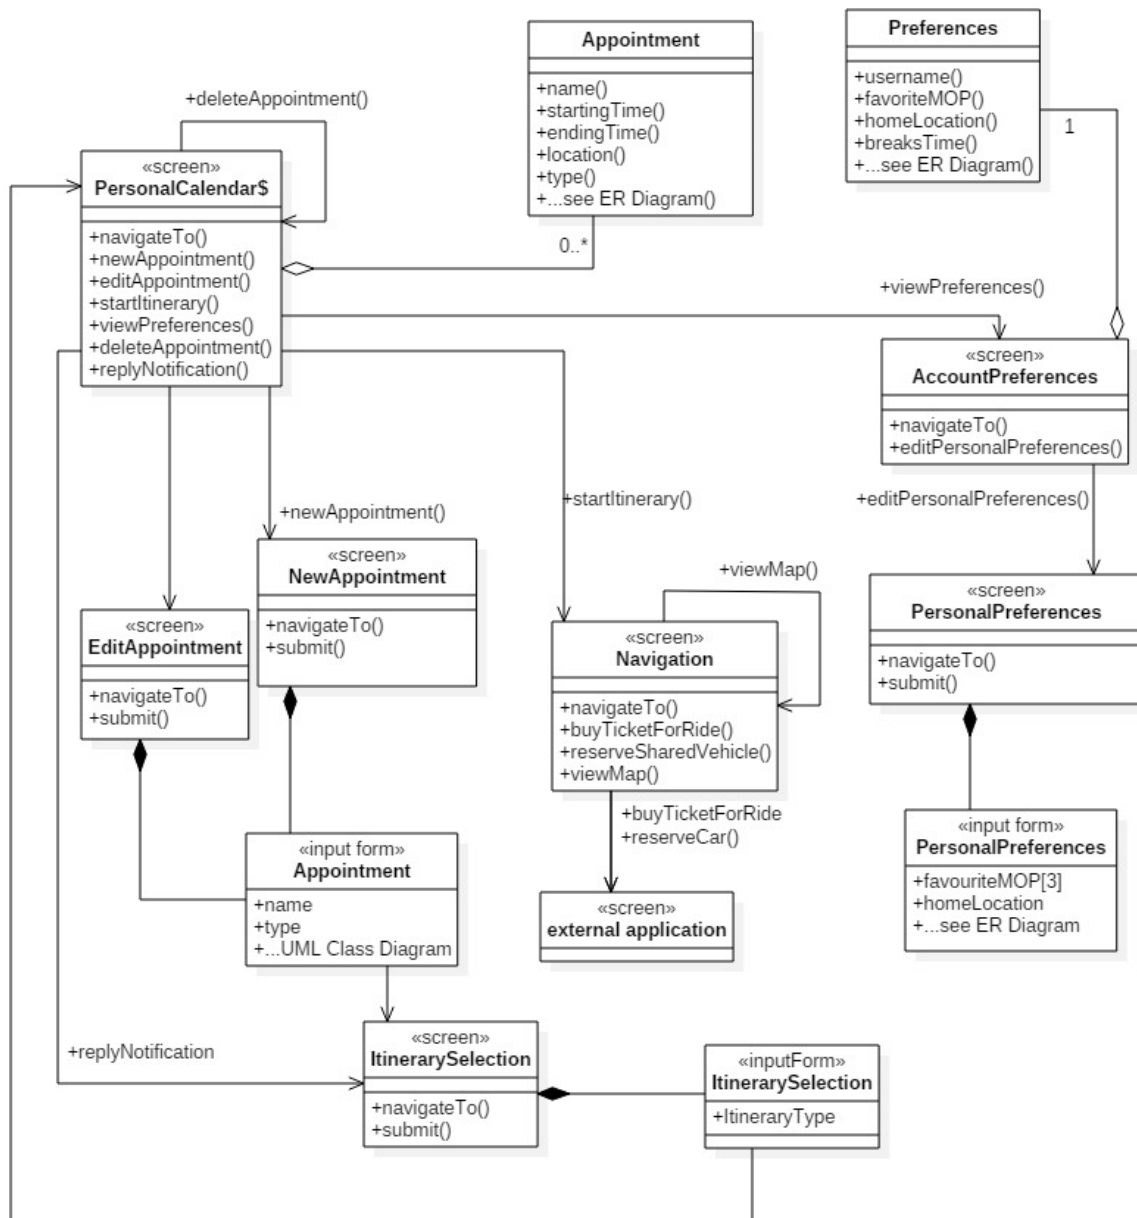 Appointment
+name()
+startingTime()
+endingTime()
+location()
+type()
+...see ER Diagram()
0..*
Preferences
+username()
+favoriteMOP()
+homeLocation()
+breaksTime()
+...see ER Diagram()
1
+deleteAppointment()
«screen»
PersonalCalendar$
+navigateTo()
+newAppointment()
+editAppointment()
+startItinerary()
+viewPreferences()
+deleteAppointment()
+replyNotification()
+viewPreferences()
«screen»
AccountPreferences
+navigateTo()
+editPersonalPreferences()
+editPersonalPreferences()
+newAppointment()
+startItinerary()
«screen»
NewAppointment
+navigateTo()
+submit()
«screen»
EditAppointment
+navigateTo()
+submit()
+viewMap()
«screen»
Navigation
+navigateTo()
+buyTicketForRide()
+reserveSharedVehicle()
+viewMap()
«screen»
PersonalPreferences
+navigateTo()
+submit()
+buyTicketForRide
+reserveCar()
«input form»
Appointment
+name
+type
+...UML Class Diagram
«screen»
external application
«input form»
PersonalPreferences
+favouriteMOP[3]
+homeLocation
+...see ER Diagram
+replyNotification
«screen»
ItinerarySelection
+navigateTo()
+submit()
«inputForm»
ItinerarySelection
+ItineraryType